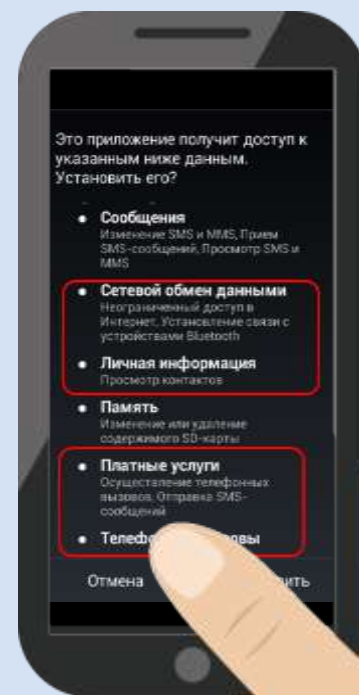 Это приложение получит доступ к
указанным ниже данным.
Установить его?
• Сообщения
Изменение SMS и MMS, Прием
SMS-сообщений, Просмотр SMS и
MMS
• Сетевой обмен данными
Неограниченный доступ в
Интернет, Установление связи с
устройствами Bluetooth
• Личная информация
Просмотр контактов
• Память
Изменение или удаление
содержимого SD-карты
• Платные услуги
Осуществление телефонных
вызовов, Отправка SMS-
сообщений
•
Отмена